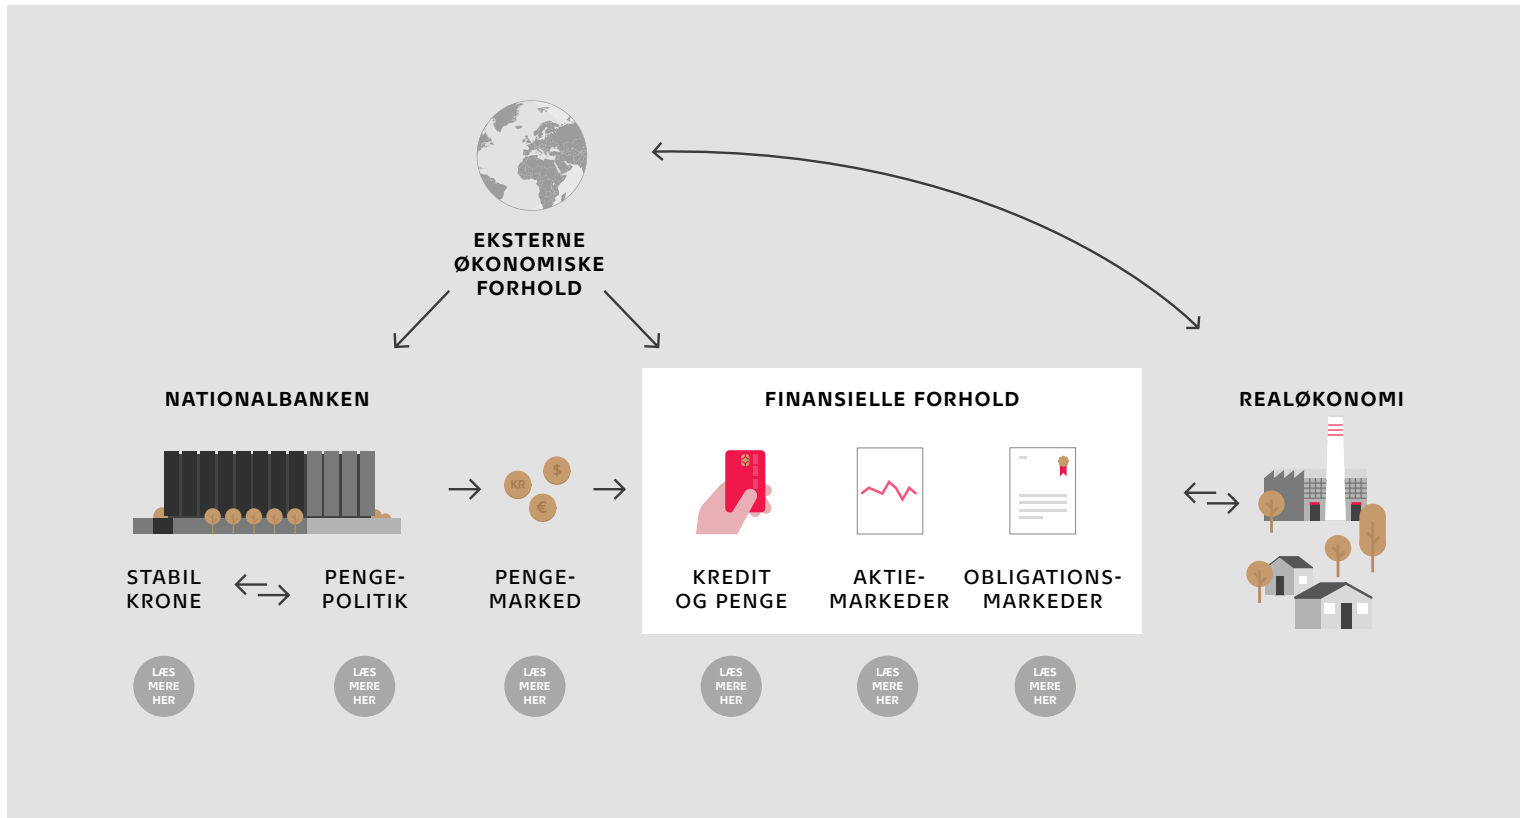 EKSTERNE
ØKONOMISKE
FORHOLD
NATIONALBANKEN
FINANSIELLE FORHOLD
REALØKONOMI
KR
$
€
STABIL
KRONE
PENGE-
POLITIK
PENGE-
MARKED
KREDIT
OG PENGE
AKTIE-
MARKEDER
OBLIGATIONS-
MARKEDER
LÆS
MERE
HER
LÆS
MERE
HER
LÆS
MERE
HER
LÆS
MERE
HER
LÆS
MERE
HER
LÆS
MERE
HER